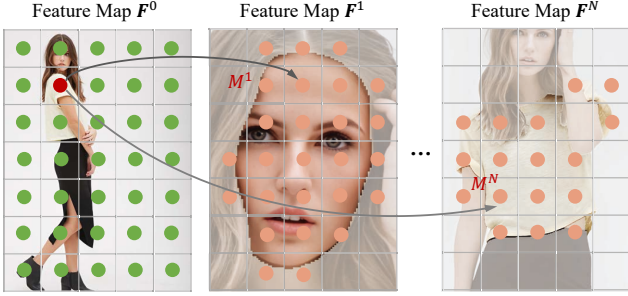 Feature Map F⁰
Feature Map F¹
Feature Map Fᴺ
M¹
...
Mᴺ